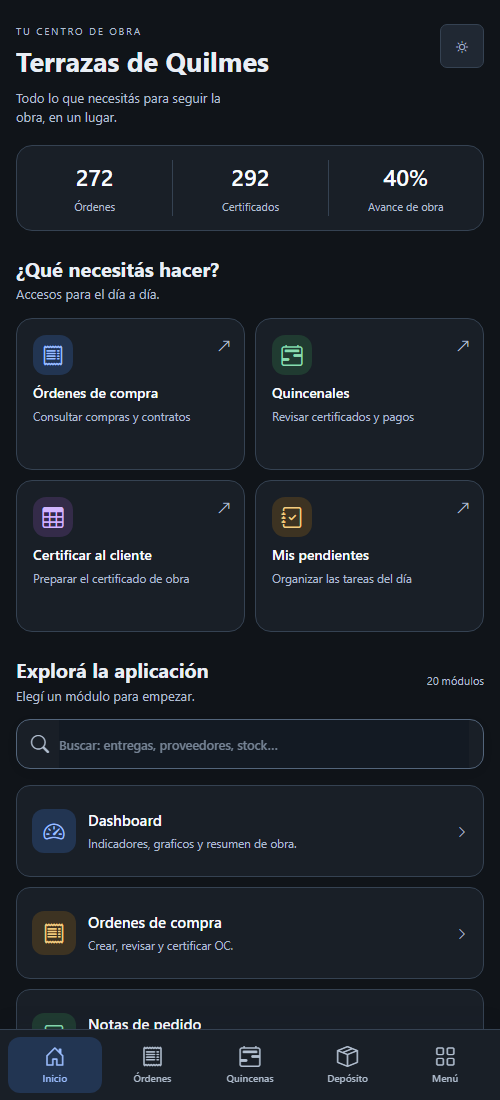 TU CENTRO DE OBRA
Terrazas de Quilmes
Todo lo que necesitás para seguir la
obra, en un lugar.
272
Órdenes
292
Certificados
40%
Avance de obra
¿Qué necesitás hacer?
Accesos para el día a día.
Órdenes de compra
Consultar compras y contratos
Quincenales
Revisar certificados y pagos
Certificar al cliente
Preparar el certificado de obra
Mis pendientes
Organizar las tareas del día
Explorá la aplicación
Elegí un módulo para empezar.
20 módulos
Buscar: entregas, proveedores, stock...
Dashboard
Indicadores, graficos y resumen de obra.
Ordenes de compra
Crear, revisar y certificar OC.
Notas de pedido
Inicio
Órdenes
Quincenas
Depósito
Menú